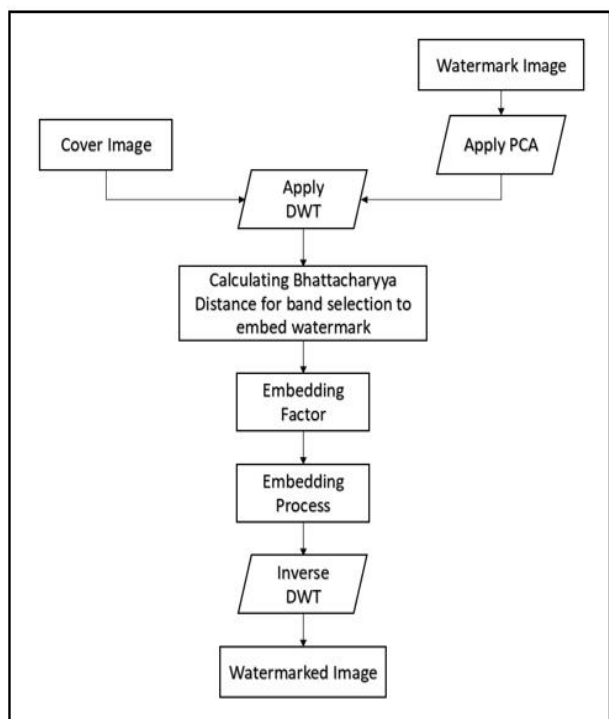 Watermark Image
Cover Image
Apply PCA
Apply
DWT
Calculating Bhattacharyya
Distance for band selection to
embed watermark
Embedding
Factor
Embedding
Process
Inverse
DWT
Watermarked Image